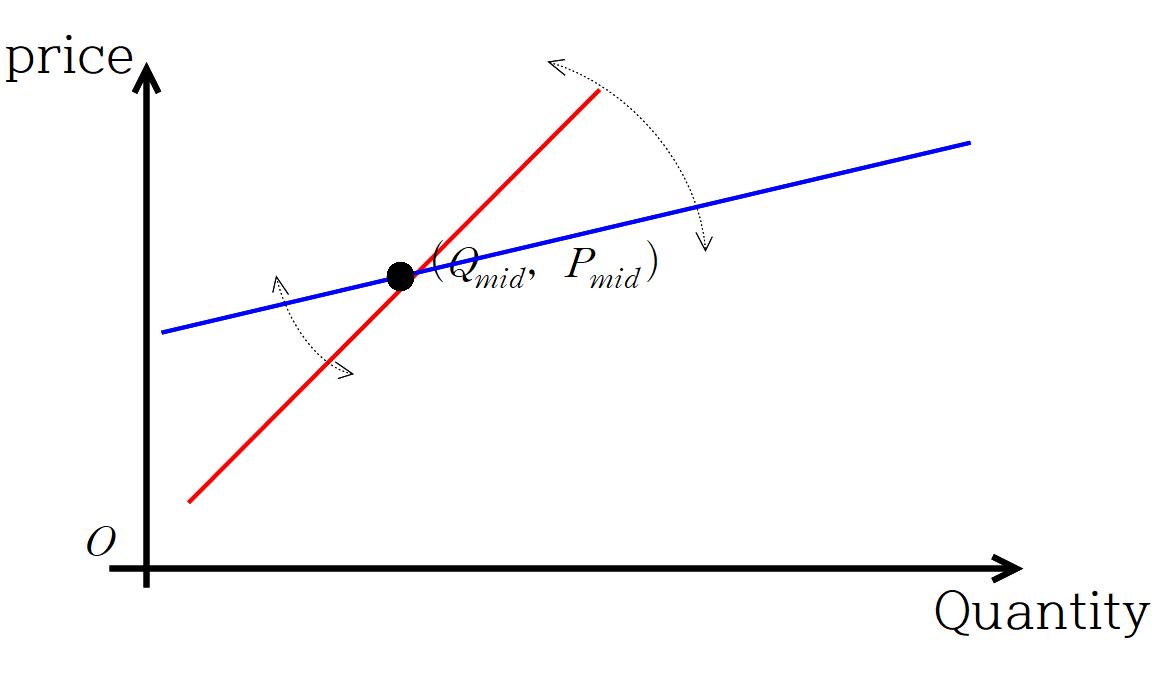 price
(Q_mid, P_mid)
O
Quantity